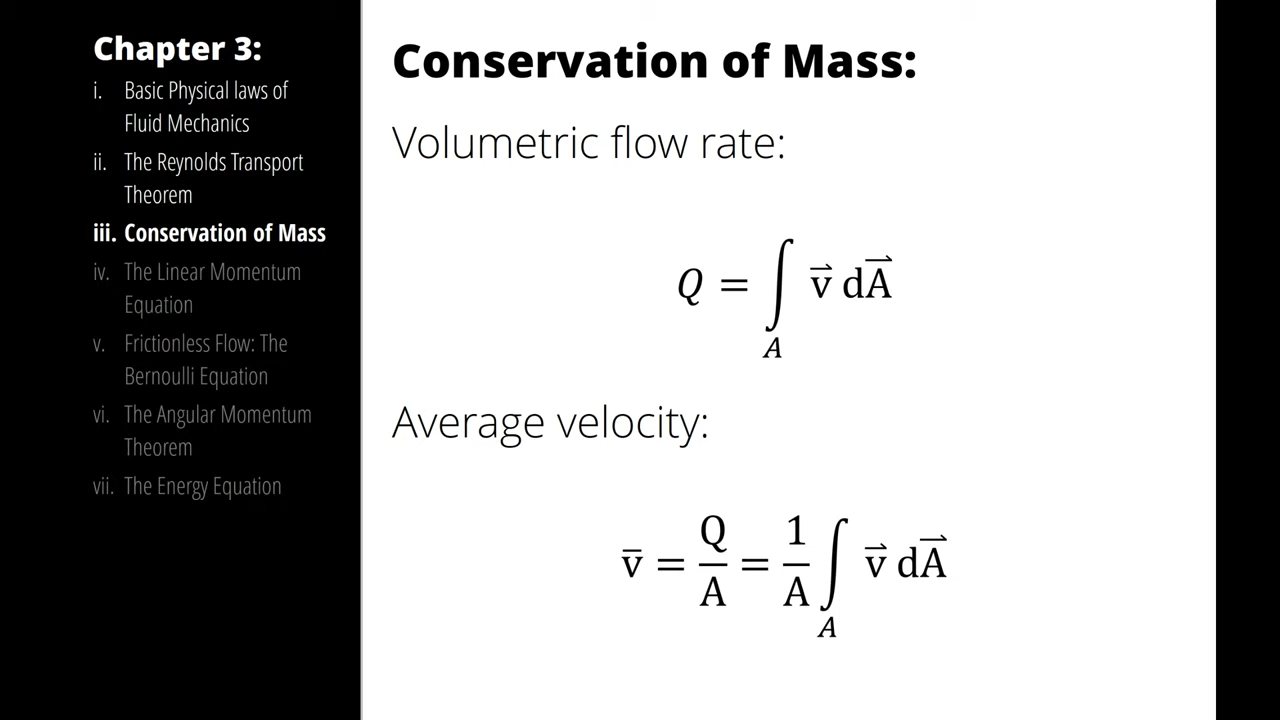 Chapter 3:
i. Basic Physical laws of
Fluid Mechanics
ii. The Reynolds Transport
Theorem
iii. Conservation of Mass
iv. The Linear Momentum
Equation
v. Frictionless Flow: The
Bernoulli Equation
vi. The Angular Momentum
Theorem
vii. The Energy Equation
Conservation of Mass:
Volumetric flow rate:
Q = ∫_A v⃗ dA⃗
Average velocity:
v̄ = Q/A = 1/A ∫_A v⃗ dA⃗